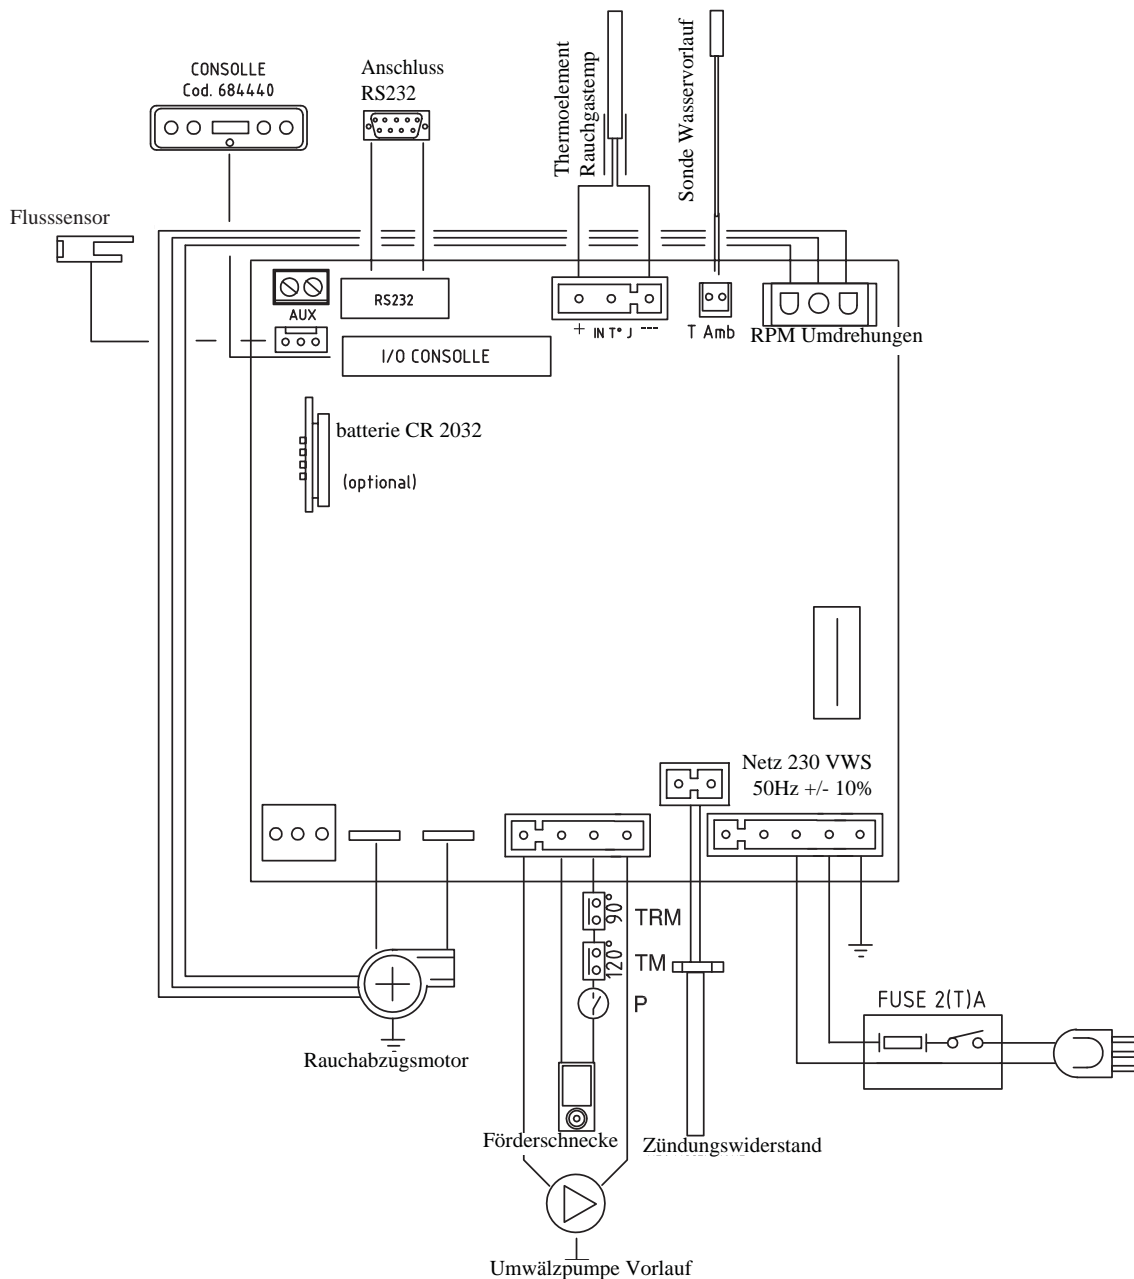 CONSOLLE
Cod. 684440
Anschluss
RS232
Thermoelement
Rauchgastemp
Sonde Wasservorlauf
Flusssensor
RS232
AUX
+ IN T° J ---
T Amb
RPM Umdrehungen
I/O CONSOLLE
batterie CR 2032
(optional)
Netz 230 VWS
50Hz +/- 10%
90°
TRM
120°
TM
P
FUSE 2(T)A
Rauchabzugsmotor
Förderschnecke
Zündungswiderstand
Umwälzpumpe Vorlauf